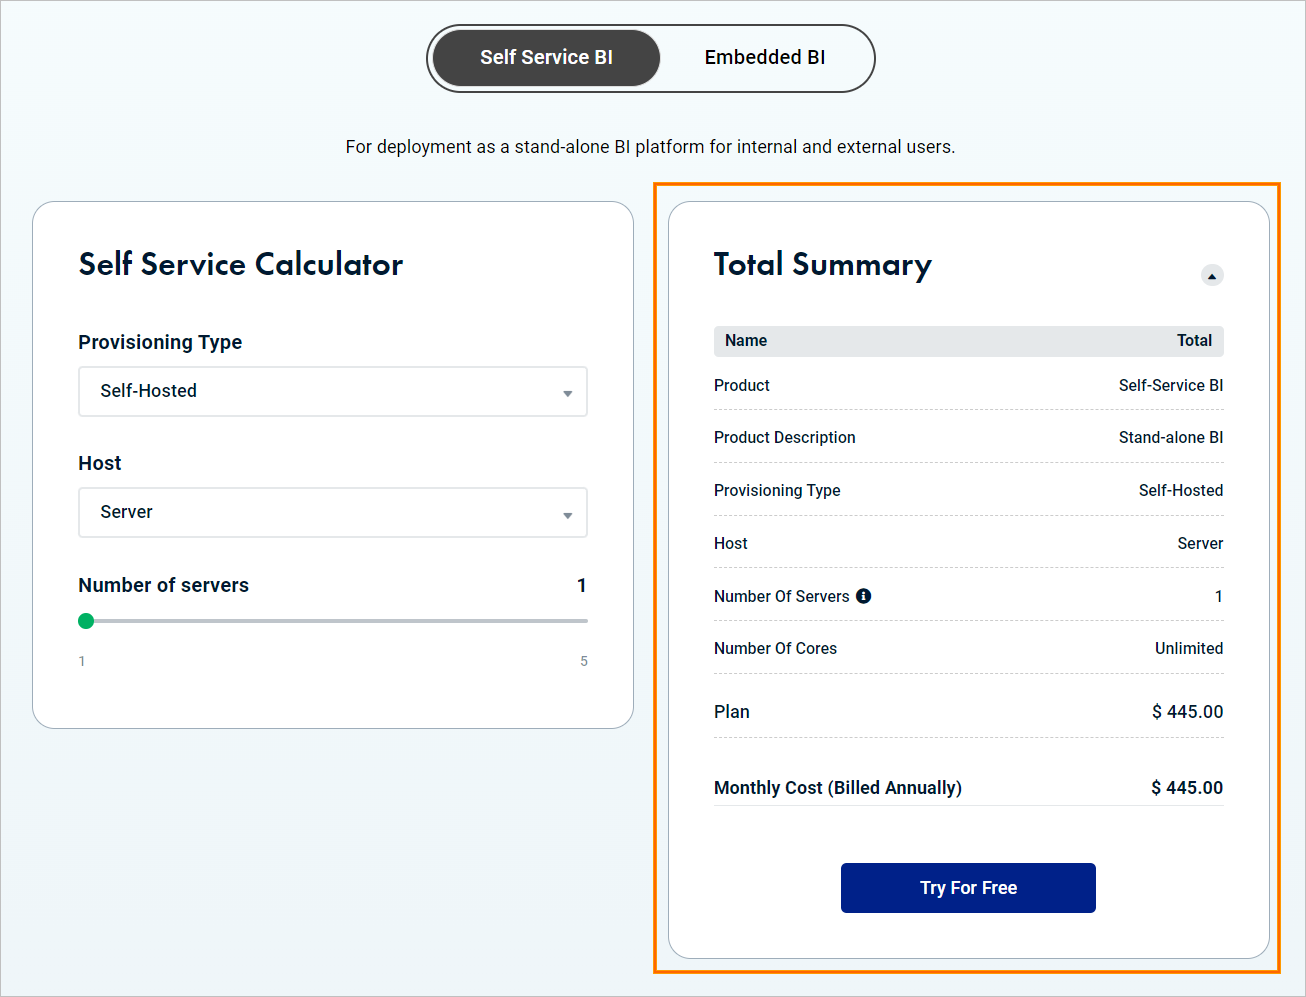 Self Service BI
Embedded BI
For deployment as a stand-alone BI platform for internal and external users.
Self Service Calculator
Provisioning Type
Self-Hosted
Host
Server
Number of servers 1
1 5
Total Summary
Name Total
Product Self-Service BI
Product Description Stand-alone BI
Provisioning Type Self-Hosted
Host Server
Number Of Servers 1
Number Of Cores Unlimited
Plan $ 445.00
Monthly Cost (Billed Annually) $ 445.00
Try For Free